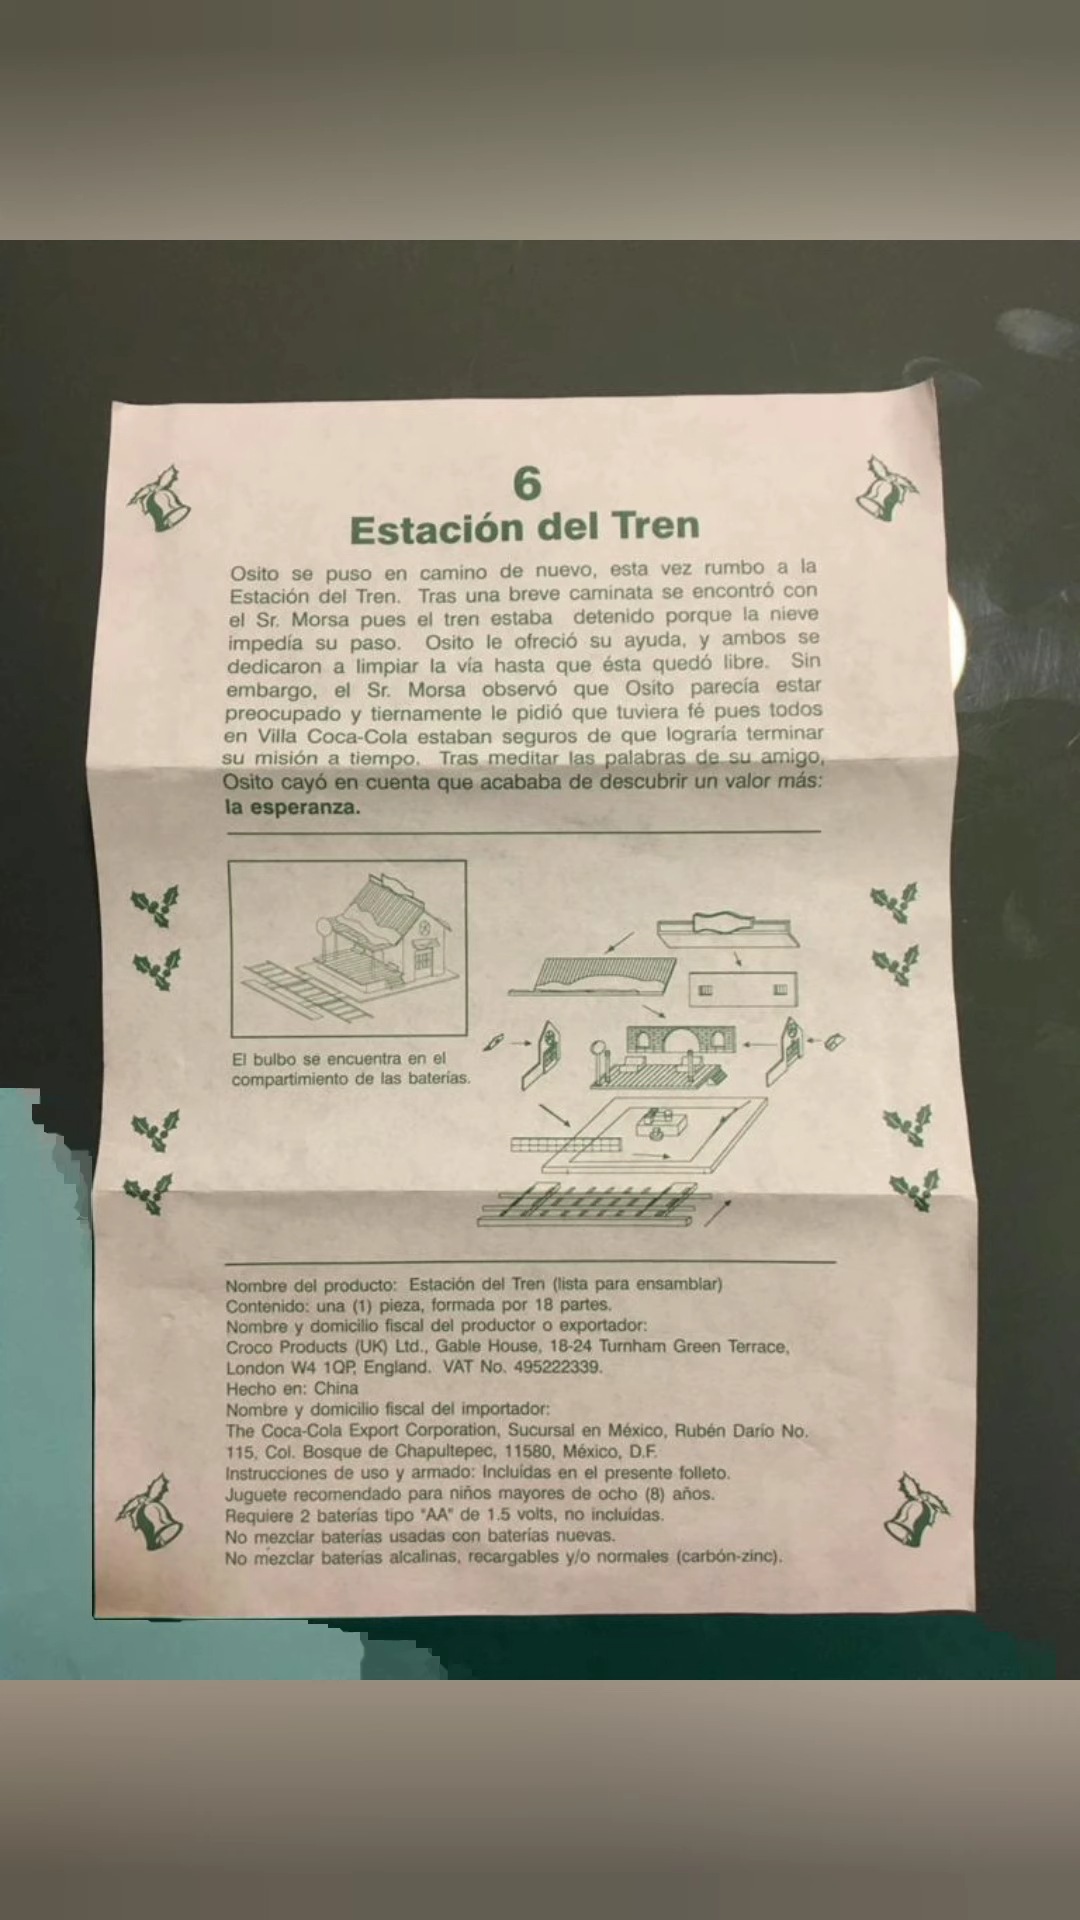 6
Estación del Tren
Osito se puso en camino de nuevo, esta vez rumbo a la
Estación del Tren. Tras una breve caminata se encontró con
el Sr. Morsa pues el tren estaba detenido porque la nieve
impedía su paso. Osito le ofreció su ayuda, y ambos se
dedicaron a limpiar la vía hasta que ésta quedó libre. Sin
embargo, el Sr. Morsa observó que Osito parecía estar
preocupado y tiernamente le pidió que tuviera fé pues todos
en Villa Coca-Cola estaban seguros de que lograría terminar
su misión a tiempo. Tras meditar las palabras de su amigo,
Osito cayó en cuenta que acababa de descubrir un valor más:
la esperanza.
El bulbo se encuentra en el
compartimiento de las baterías.
Nombre del producto: Estación del Tren (lista para ensamblar)
Contenido: una (1) pieza, formada por 18 partes.
Nombre y domicilio fiscal del productor o exportador:
Croco Products (UK) Ltd., Gable House, 18-24 Turnham Green Terrace,
London W4 1QP, England. VAT No. 495222339.
Hecho en: China
Nombre y domicilio fiscal del importador:
The Coca-Cola Export Corporation, Sucursal en México, Rubén Darío No.
115, Col. Bosque de Chapultepec, 11580, México, D.F.
Instrucciones de uso y armado: Incluídas en el presente folleto.
Juguete recomendado para niños mayores de ocho (8) años.
Requiere 2 baterías tipo "AA" de 1.5 volts, no incluídas.
No mezclar baterías usadas con baterías nuevas.
No mezclar baterías alcalinas, recargables y/o normales (carbón-zinc).